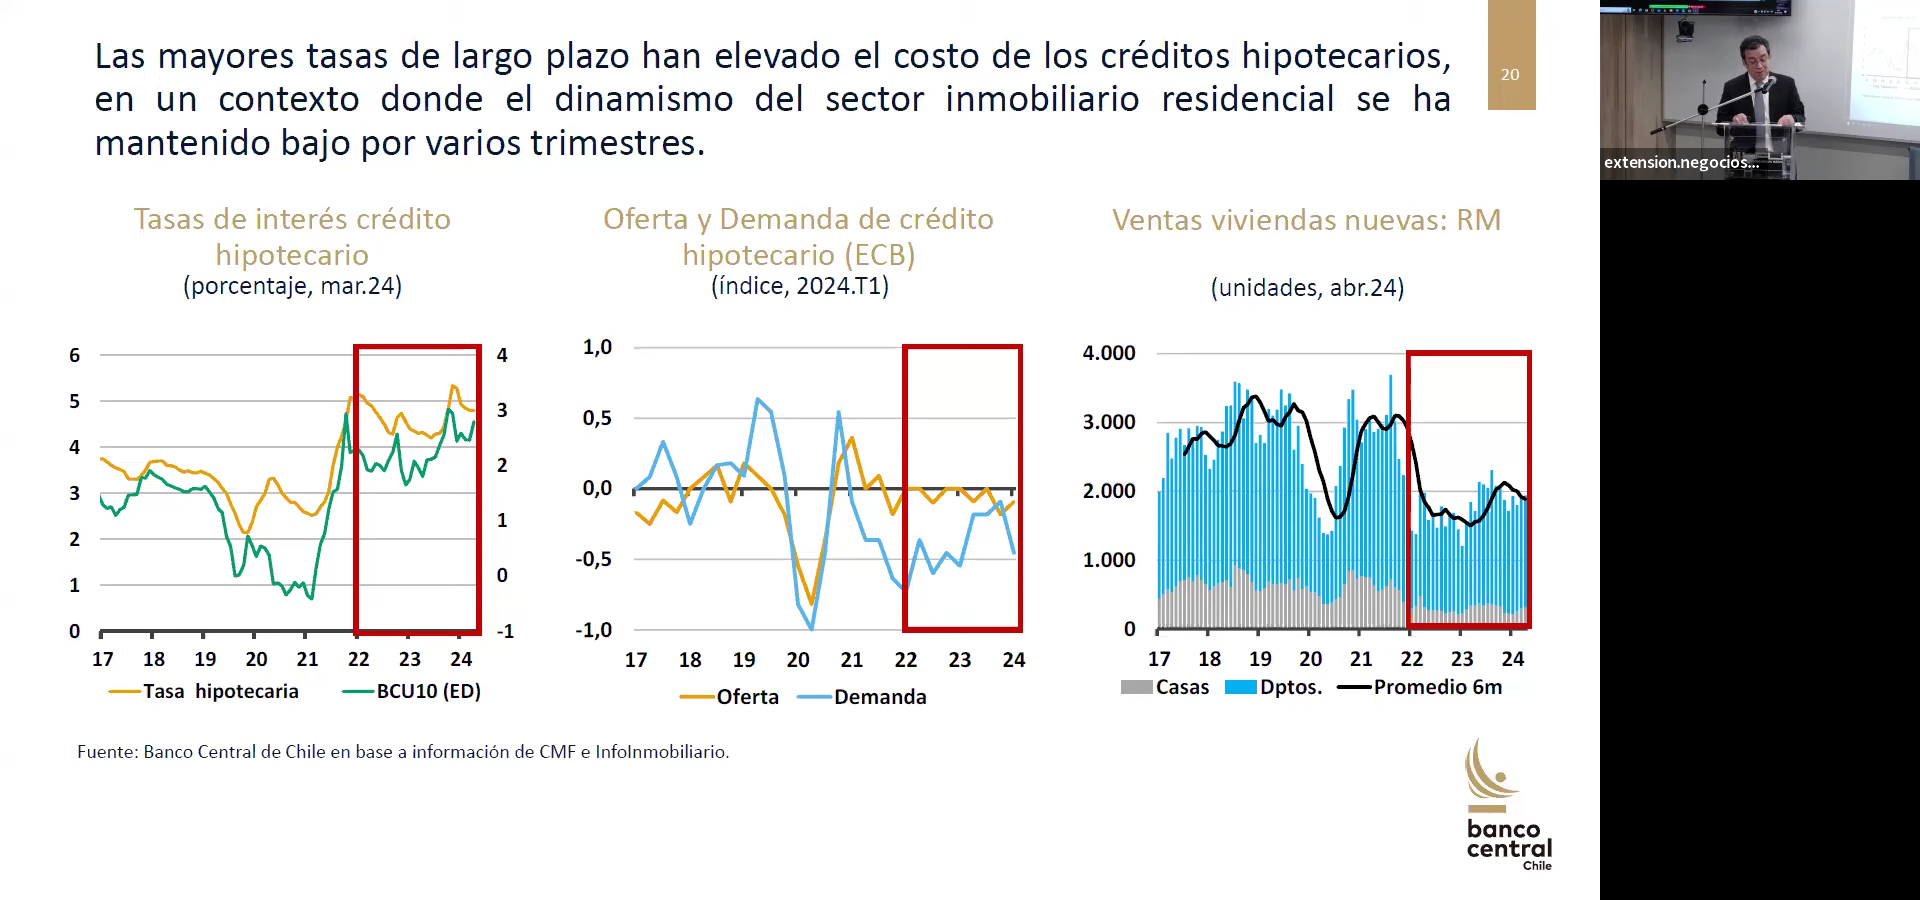 Las mayores tasas de largo plazo han elevado el costo de los créditos hipotecarios,
en un contexto donde el dinamismo del sector inmobiliario residencial se ha
mantenido bajo por varios trimestres.
20
extension.negocios...
Tasas de interés crédito
hipotecario
(porcentaje, mar.24)
6
5
4
3
2
1
0
4
3
2
1
0
-1
17 18 19 20 21 22 23 24
Tasa hipotecaria BCU10 (ED)
Oferta y Demanda de crédito
hipotecario (ECB)
(índice, 2024.T1)
1,0
0,5
0,0
-0,5
-1,0
17 18 19 20 21 22 23 24
Oferta Demanda
Ventas viviendas nuevas: RM
(unidades, abr.24)
4.000
3.000
2.000
1.000
0
17 18 19 20 21 22 23 24
Casas Dptos. Promedio 6m
Fuente: Banco Central de Chile en base a información de CMF e InfoInmobiliario.
banco
central
Chile